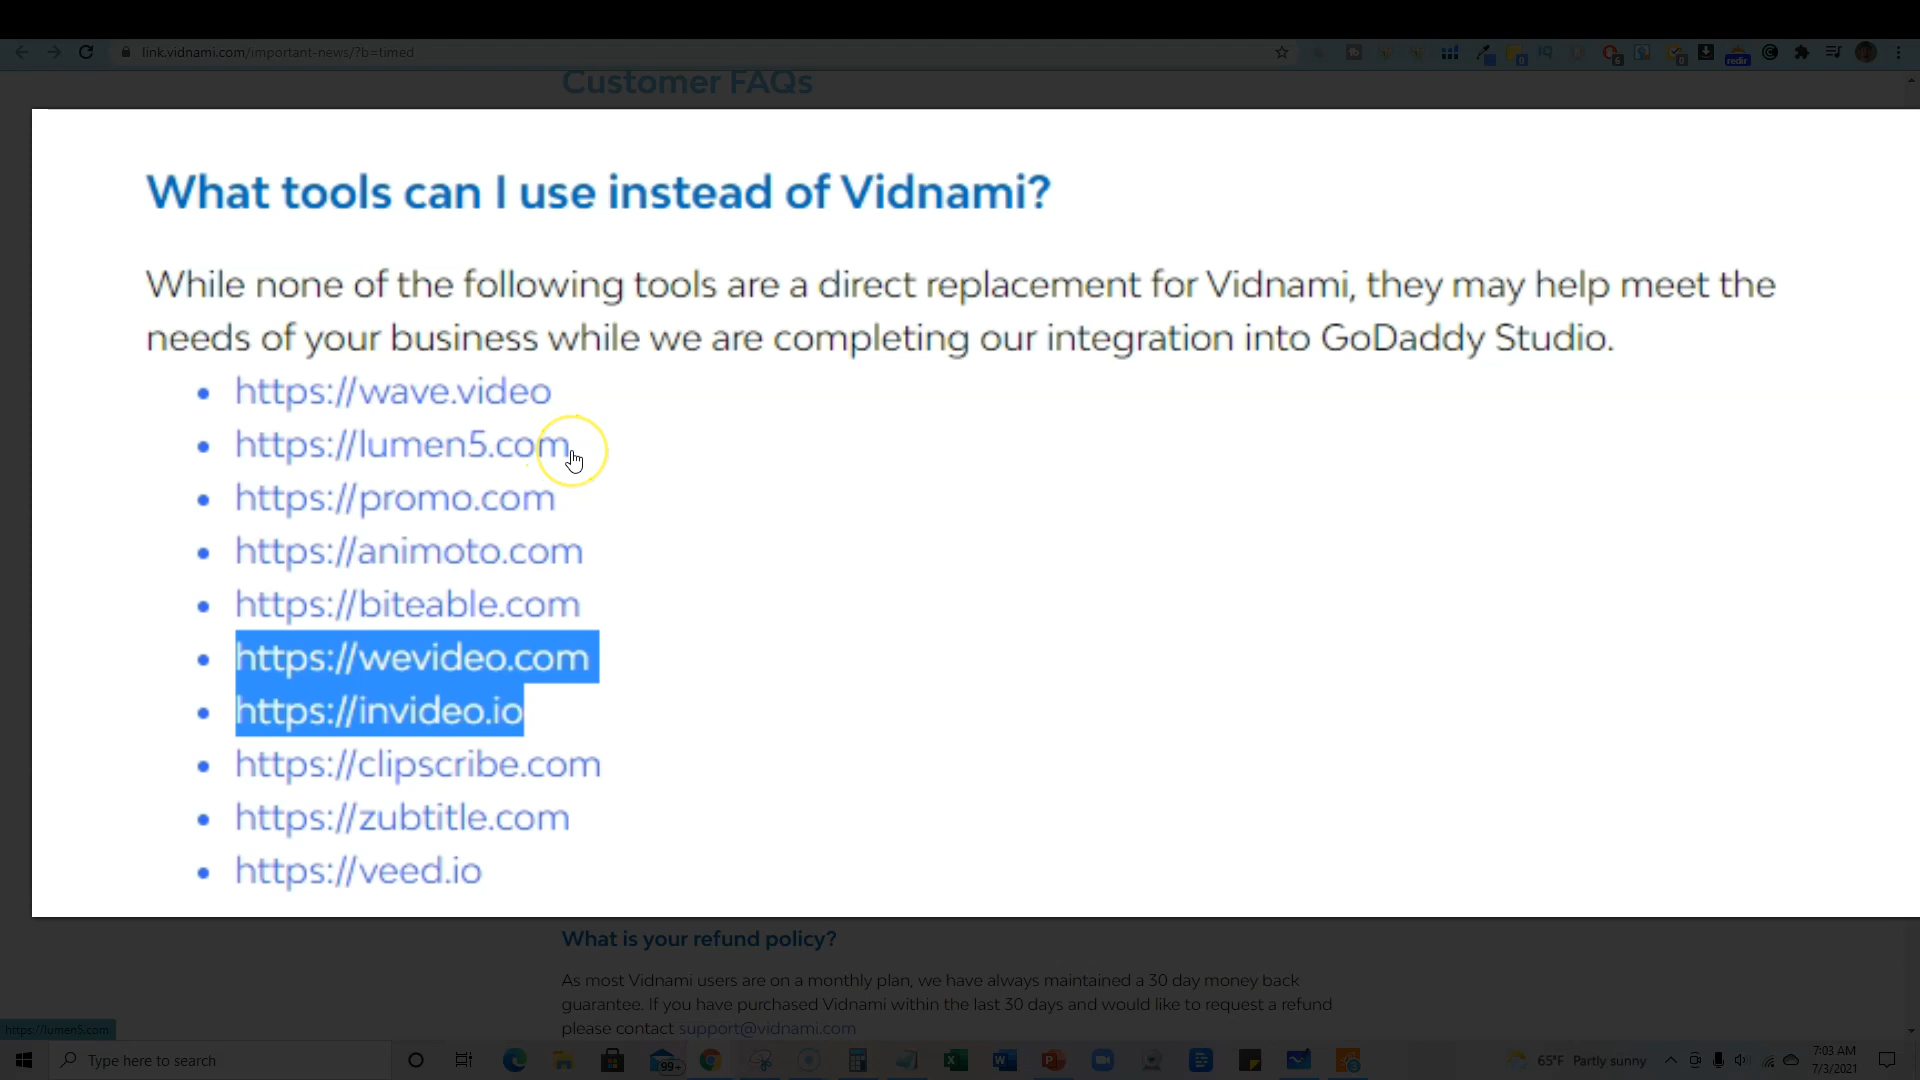 link.vidnami.com/important-news/?b=timed
Customer FAQs
What tools can I use instead of Vidnami?
While none of the following tools are a direct replacement for Vidnami, they may help meet the
needs of your business while we are completing our integration into GoDaddy Studio.
https://wave.video
https://lumen5.com
https://promo.com
https://animoto.com
https://biteable.com
https://wevideo.com
https://invideo.io
https://clipscribe.com
https://zubtitle.com
https://veed.io
What is your refund policy?
As most Vidnami users are on a monthly plan, we have always maintained a 30 day money back
guarantee. If you have purchased Vidnami within the last 30 days and would like to request a refund
please contact support@vidnami.com
https://lumen5.com
Type here to search
99+
65°F Partly sunny
7:03 AM
7/3/2021
redir